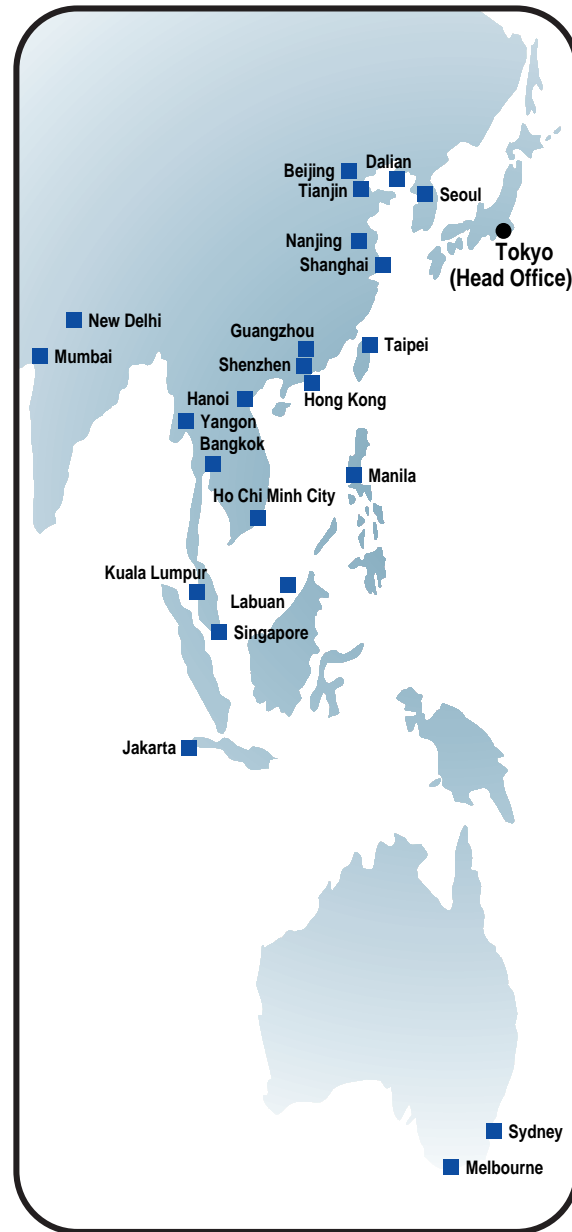 Beijing
Dalian
Tianjin
Seoul
Nanjing
Tokyo
(Head Office)
Shanghai
New Delhi
Guangzhou
Taipei
Mumbai
Shenzhen
Hong Kong
Hanoi
Yangon
Bangkok
Manila
Ho Chi Minh City
Kuala Lumpur
Labuan
Singapore
Jakarta
Sydney
Melbourne